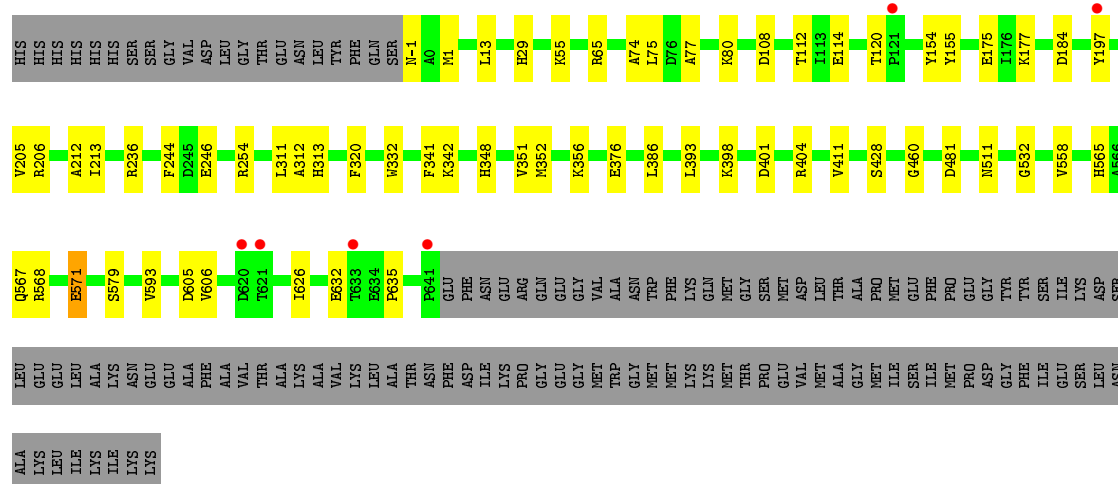 HIS HIS HIS HIS HIS HIS SER SER GLY VAL ASP LEU GLY THR GLU ASN LEU TYR PHE GLN SER N-1 A0 M1 L13 H29 K55 R65 A74 L75 D76 A77 K80 D108 T112 I113 E114 T120 P121 Y154 Y155 E175 I176 K177 D184 Y197
V205 R206 A212 I213 R236 F244 D245 E246 R254 L311 A312 H313 F320 W332 F341 K342 H348 V351 M352 K356 E376 L386 L393 K398 D401 R404 V411 S428 G460 D481 N511 G532 V558 H565 A566
Q567 R568 E571 S579 V593 D605 V606 D620 T621 I626 E632 T633 E634 P635 P641 GLU PHE ASN GLU ARG GLN GLU GLY VAL ALA ASN TRP PHE LYS GLN MET GLY SER MET ASP LEU THR ALA PRO MET GLU PHE PRO GLU GLY TYR TYR SER ILE LYS ASP SER
LEU GLU GLU LEU ALA LYS ASN GLU GLU ALA PHE ALA VAL THR ALA LYS ALA VAL LYS LEU ALA THR ASN PHE ASP ILE LYS PRO GLY GLU GLY MET TRP GLY MET MET LYS LYS MET THR PRO GLU VAL MET ALA GLY MET ILE SER ILE MET PRO ASP GLY PHE ILE GLU SER LEU ASN
ALA LYS LEU ILE LYS ILE LYS LYS